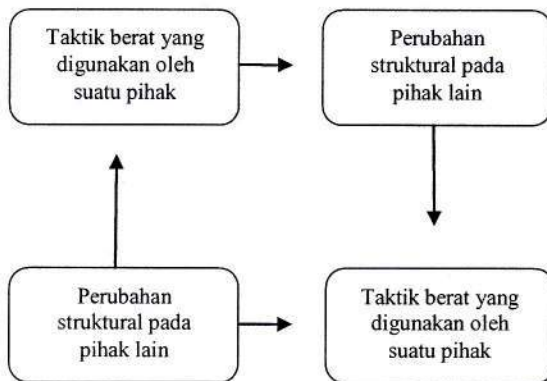 Taktik berat yang
digunakan oleh
suatu pihak
Perubahan
struktural pada
pihak lain
Perubahan
struktural pada
pihak lain
Taktik berat yang
digunakan oleh
suatu pihak